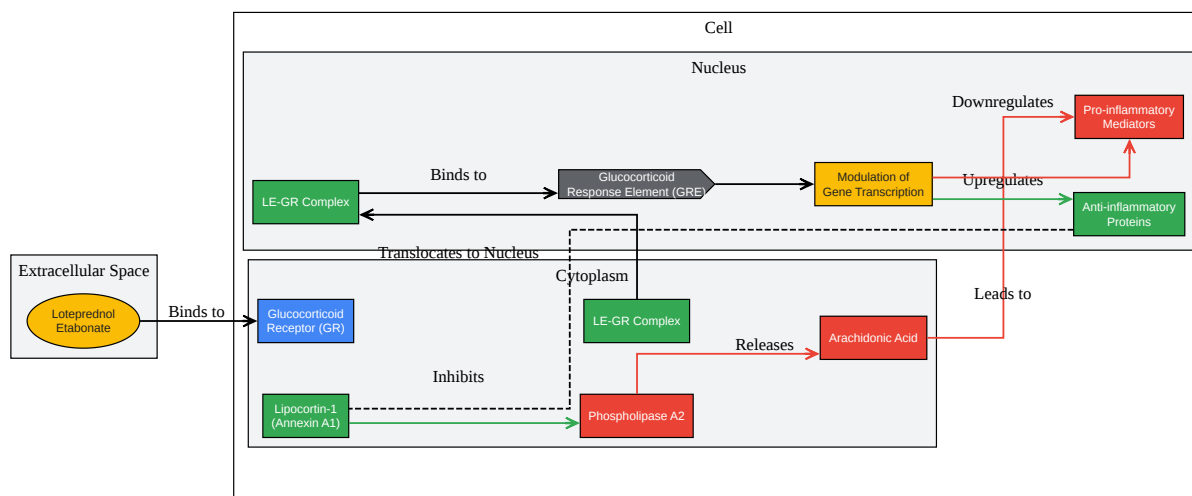 Cell
Nucleus
Downregulates
Pro-inflammatory
Mediators
Glucocorticoid
Response Element (GRE)
Binds to
Modulation of
Gene Transcription
Upregulates
LE-GR Complex
Anti-inflammatory
Proteins
Translocates to Nucleus
Extracellular Space
Cytoplasm
Loteprednol
Etabonate
Binds to
Glucocorticoid
Receptor (GR)
LE-GR Complex
Leads to
Arachidonic Acid
Releases
Inhibits
Lipocortin-1
(Annexin A1)
Phospholipase A2